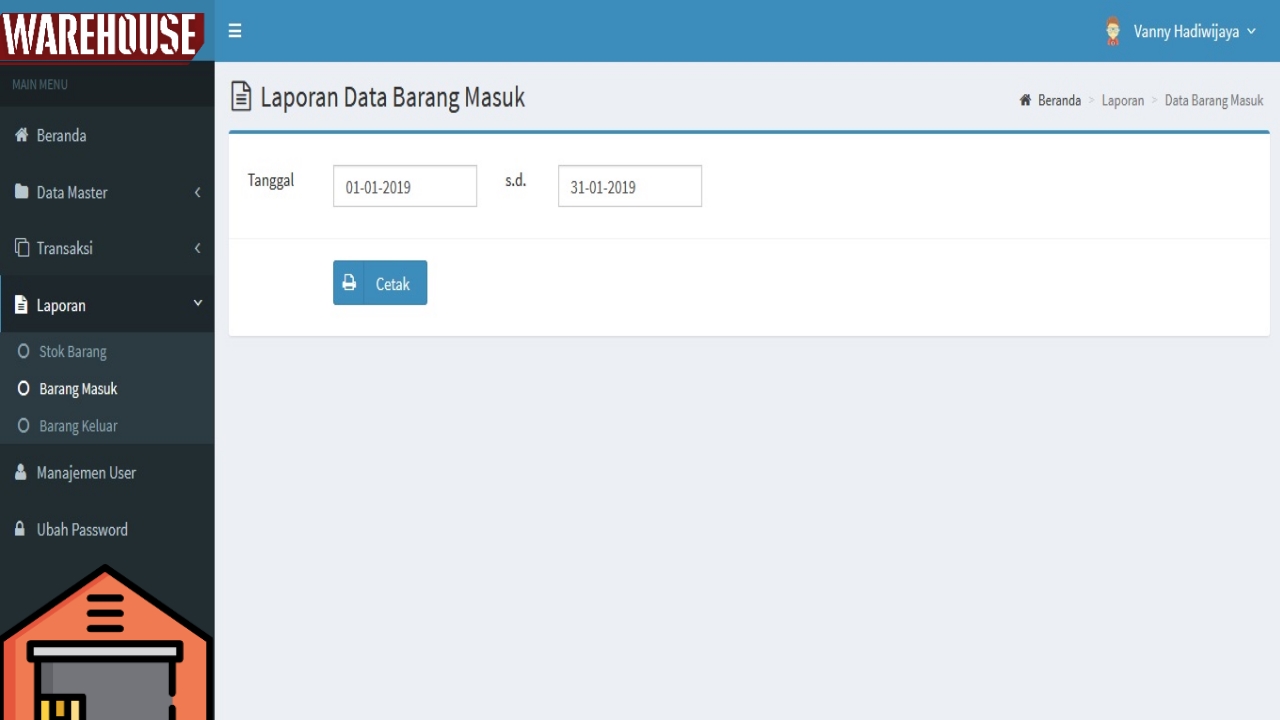 WAREHOUSE
Vanny Hadiwijaya
MAIN MENU
Beranda
Data Master
Transaksi
Laporan
Stok Barang
Barang Masuk
Barang Keluar
Manajemen User
Ubah Password
Laporan Data Barang Masuk
Beranda > Laporan > Data Barang Masuk
Tanggal 01-01-2019 s.d. 31-01-2019
Cetak